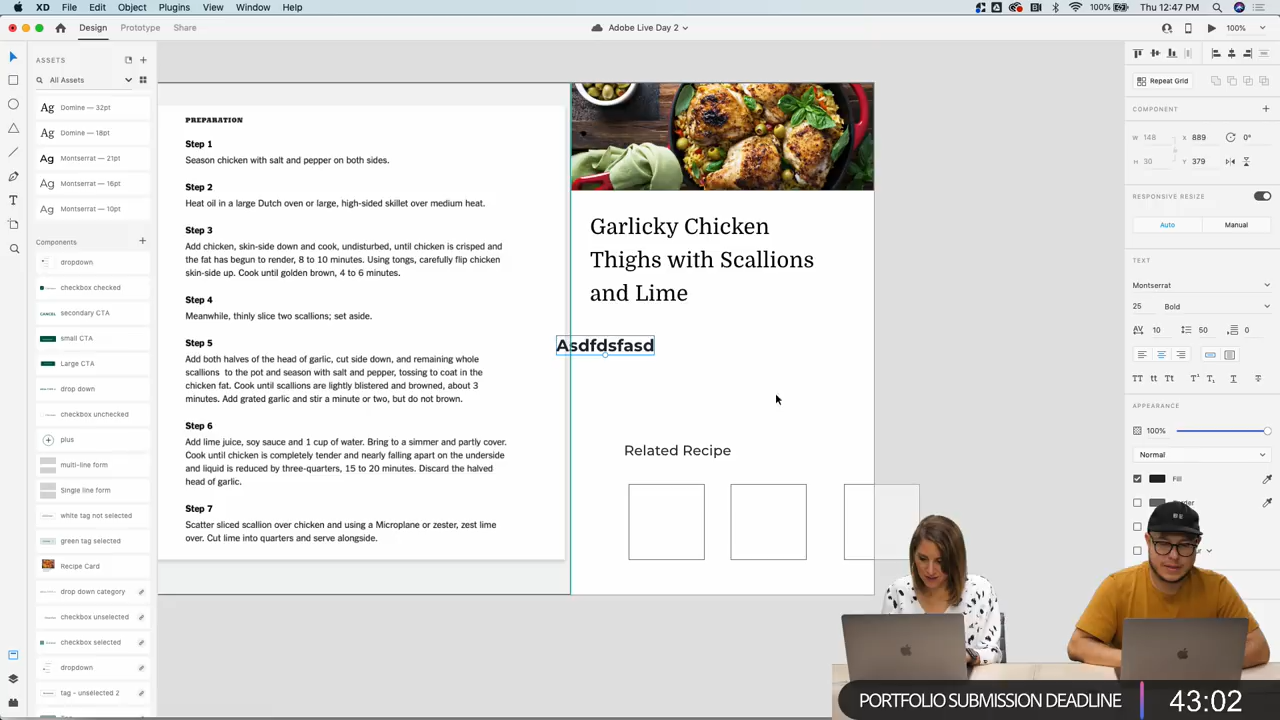 XD File Edit Object Plugins View Window Help
100% Thu 12:47 PM
Design Prototype Share
Adobe Live Day 2
100%
ASSETS
All Assets
Ag Domine — 32pt
Ag Domine — 18pt
Ag Montserrat — 21pt
Ag Montserrat — 16pt
Ag Montserrat — 10pt
Components
dropdown
checkbox checked
CANCEL secondary CTA
small CTA
Large CTA
drop down
checkbox unchecked
plus
multi-line form
Single line form
white tag not selected
green tag selected
Recipe Card
drop down category
checkbox unselected
checkbox selected
dropdown
tag - unselected 2
PREPARATION
Step 1
Season chicken with salt and pepper on both sides.
Step 2
Heat oil in a large Dutch oven or large, high-sided skillet over medium heat.
Step 3
Add chicken, skin-side down and cook, undisturbed, until chicken is crisped and
the fat has begun to render, 8 to 10 minutes. Using tongs, carefully flip chicken
skin-side up. Cook until golden brown, 4 to 6 minutes.
Step 4
Meanwhile, thinly slice two scallions; set aside.
Step 5
Add both halves of the head of garlic, cut side down, and remaining whole
scallions to the pot and season with salt and pepper, tossing to coat in the
chicken fat. Cook until scallions are lightly blistered and browned, about 3
minutes. Add grated garlic and stir a minute or two, but do not brown.
Step 6
Add lime juice, soy sauce and 1 cup of water. Bring to a simmer and partly cover.
Cook until chicken is completely tender and nearly falling apart on the underside
and liquid is reduced by three-quarters, 15 to 20 minutes. Discard the halved
head of garlic.
Step 7
Scatter sliced scallion over chicken and using a Microplane or zester, zest lime
over. Cut lime into quarters and serve alongside.
Garlicky Chicken
Thighs with Scallions
and Lime
Asdfdsfasd
Related Recipe
Repeat Grid
COMPONENT
W 148 X 889 0°
H 30 Y 379
RESPONSIVE RESIZE
Auto Manual
TEXT
Montserrat
25 Bold
AV 10 50 0
TT tt Tt T¹ T₁ T T
APPEARANCE
100%
Normal
Fill
Border
PORTFOLIO SUBMISSION DEADLINE 43:02